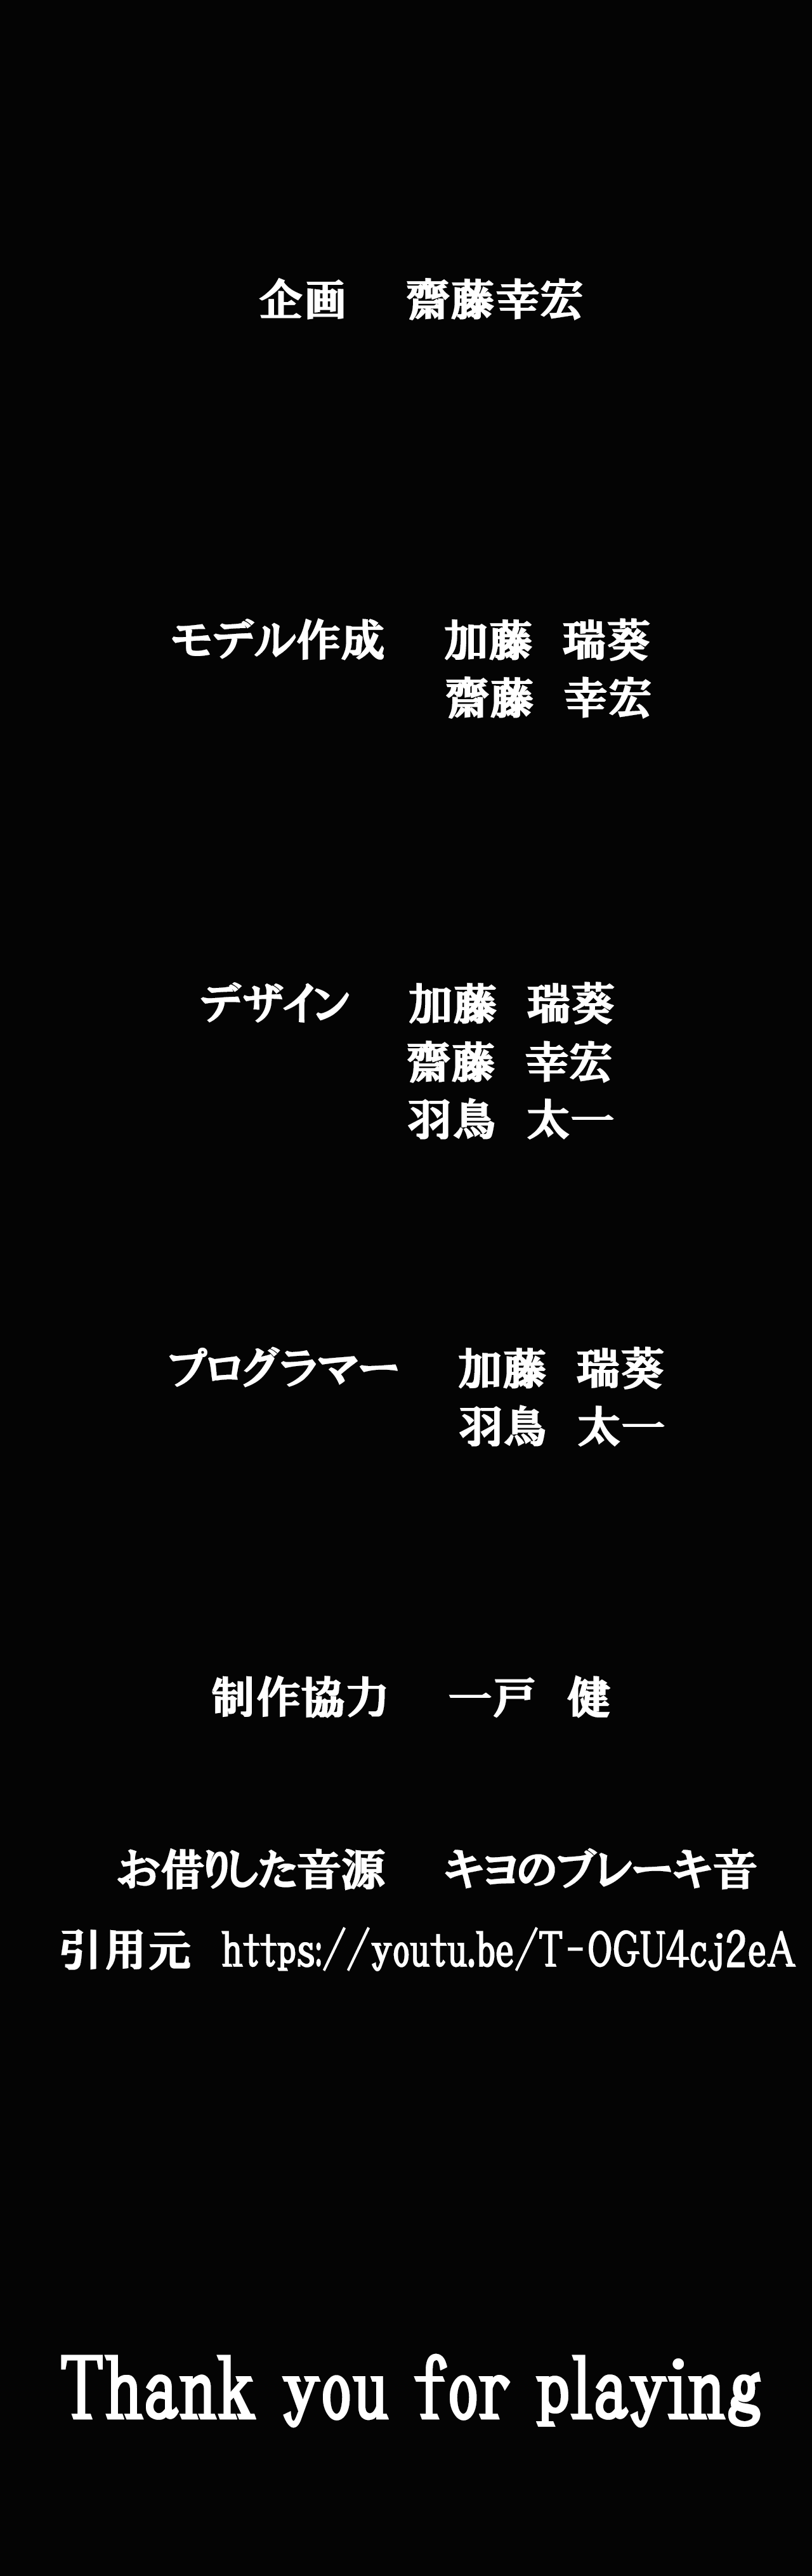 企画　齋藤幸宏
モデル作成　加藤　瑞葵
齋藤　幸宏
デザイン　加藤　瑞葵
齋藤　幸宏
羽鳥　太一
プログラマー　加藤　瑞葵
羽鳥　太一
制作協力　一戸　健
お借りした音源　キヨのブレーキ音
引用元　https://youtu.be/T-OGU4cj2eA
Thank you for playing